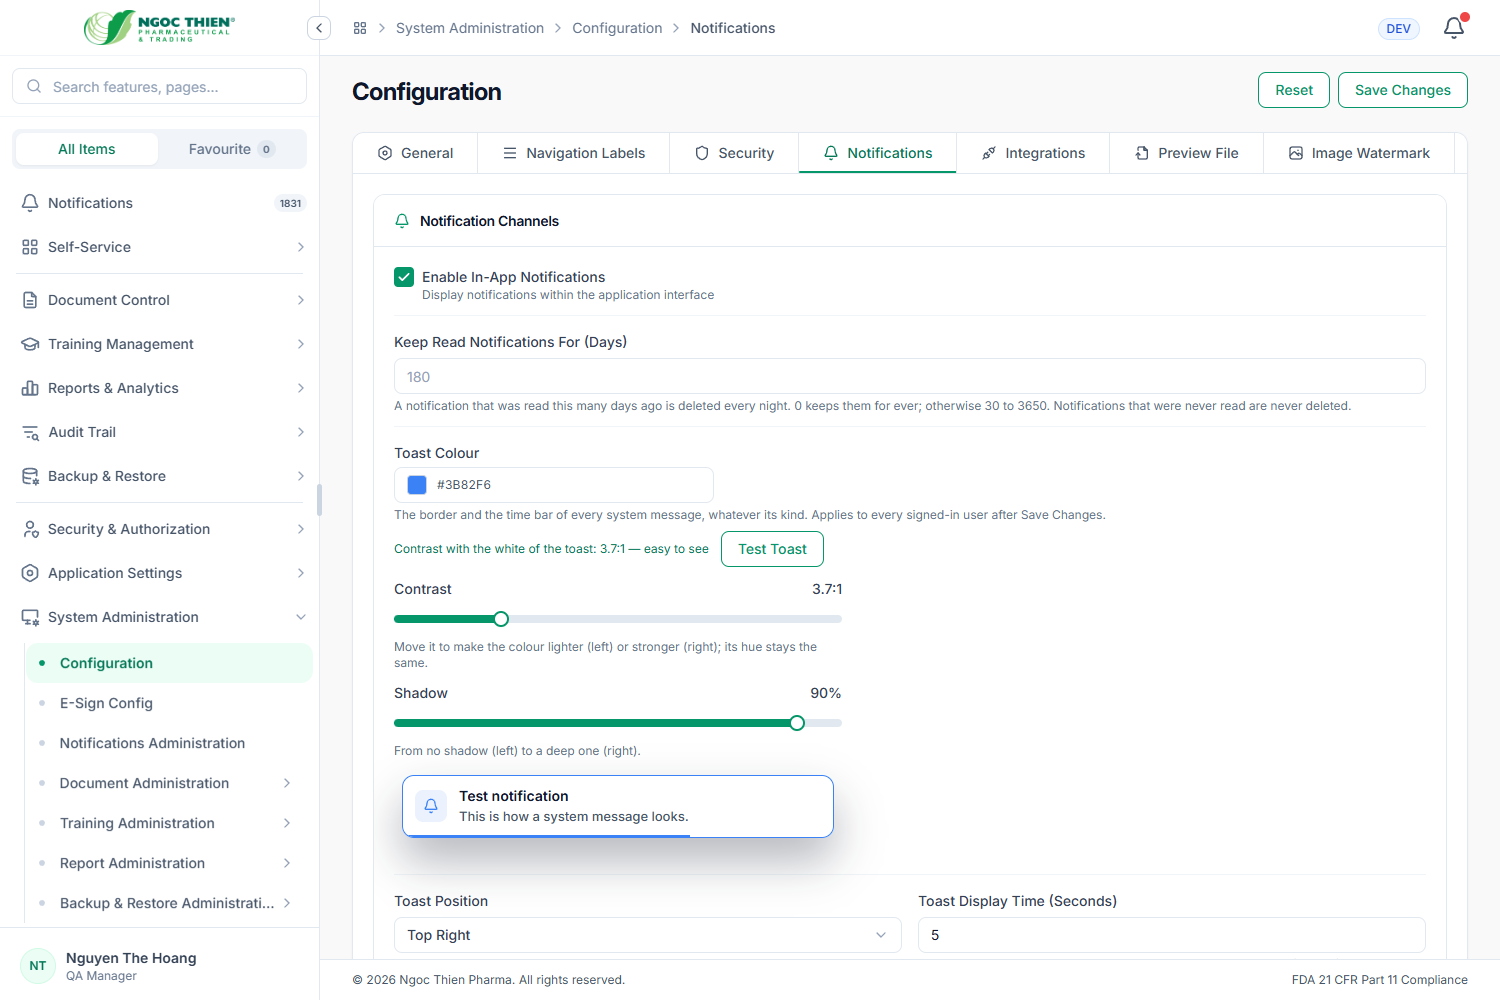 NGOC THIEN®
PHARMACEUTICAL
& TRADING
Search features, pages...
All Items
Favourite 0
Notifications 1831
Self-Service
Document Control
Training Management
Reports & Analytics
Audit Trail
Backup & Restore
Security & Authorization
Application Settings
System Administration
Configuration
E-Sign Config
Notifications Administration
Document Administration
Training Administration
Report Administration
Backup & Restore Administrati...
NT
Nguyen The Hoang
QA Manager
System Administration > Configuration > Notifications
DEV
Configuration
Reset
Save Changes
General
Navigation Labels
Security
Notifications
Integrations
Preview File
Image Watermark
Notification Channels
Enable In-App Notifications
Display notifications within the application interface
Keep Read Notifications For (Days)
180
A notification that was read this many days ago is deleted every night. 0 keeps them for ever; otherwise 30 to 3650. Notifications that were never read are never deleted.
Toast Colour
#3B82F6
The border and the time bar of every system message, whatever its kind. Applies to every signed-in user after Save Changes.
Contrast with the white of the toast: 3.7:1 — easy to see
Test Toast
Contrast 3.7:1
Move it to make the colour lighter (left) or stronger (right); its hue stays the
same.
Shadow 90%
From no shadow (left) to a deep one (right).
Test notification
This is how a system message looks.
Toast Position
Top Right
Toast Display Time (Seconds)
5
© 2026 Ngoc Thien Pharma. All rights reserved.
FDA 21 CFR Part 11 Compliance